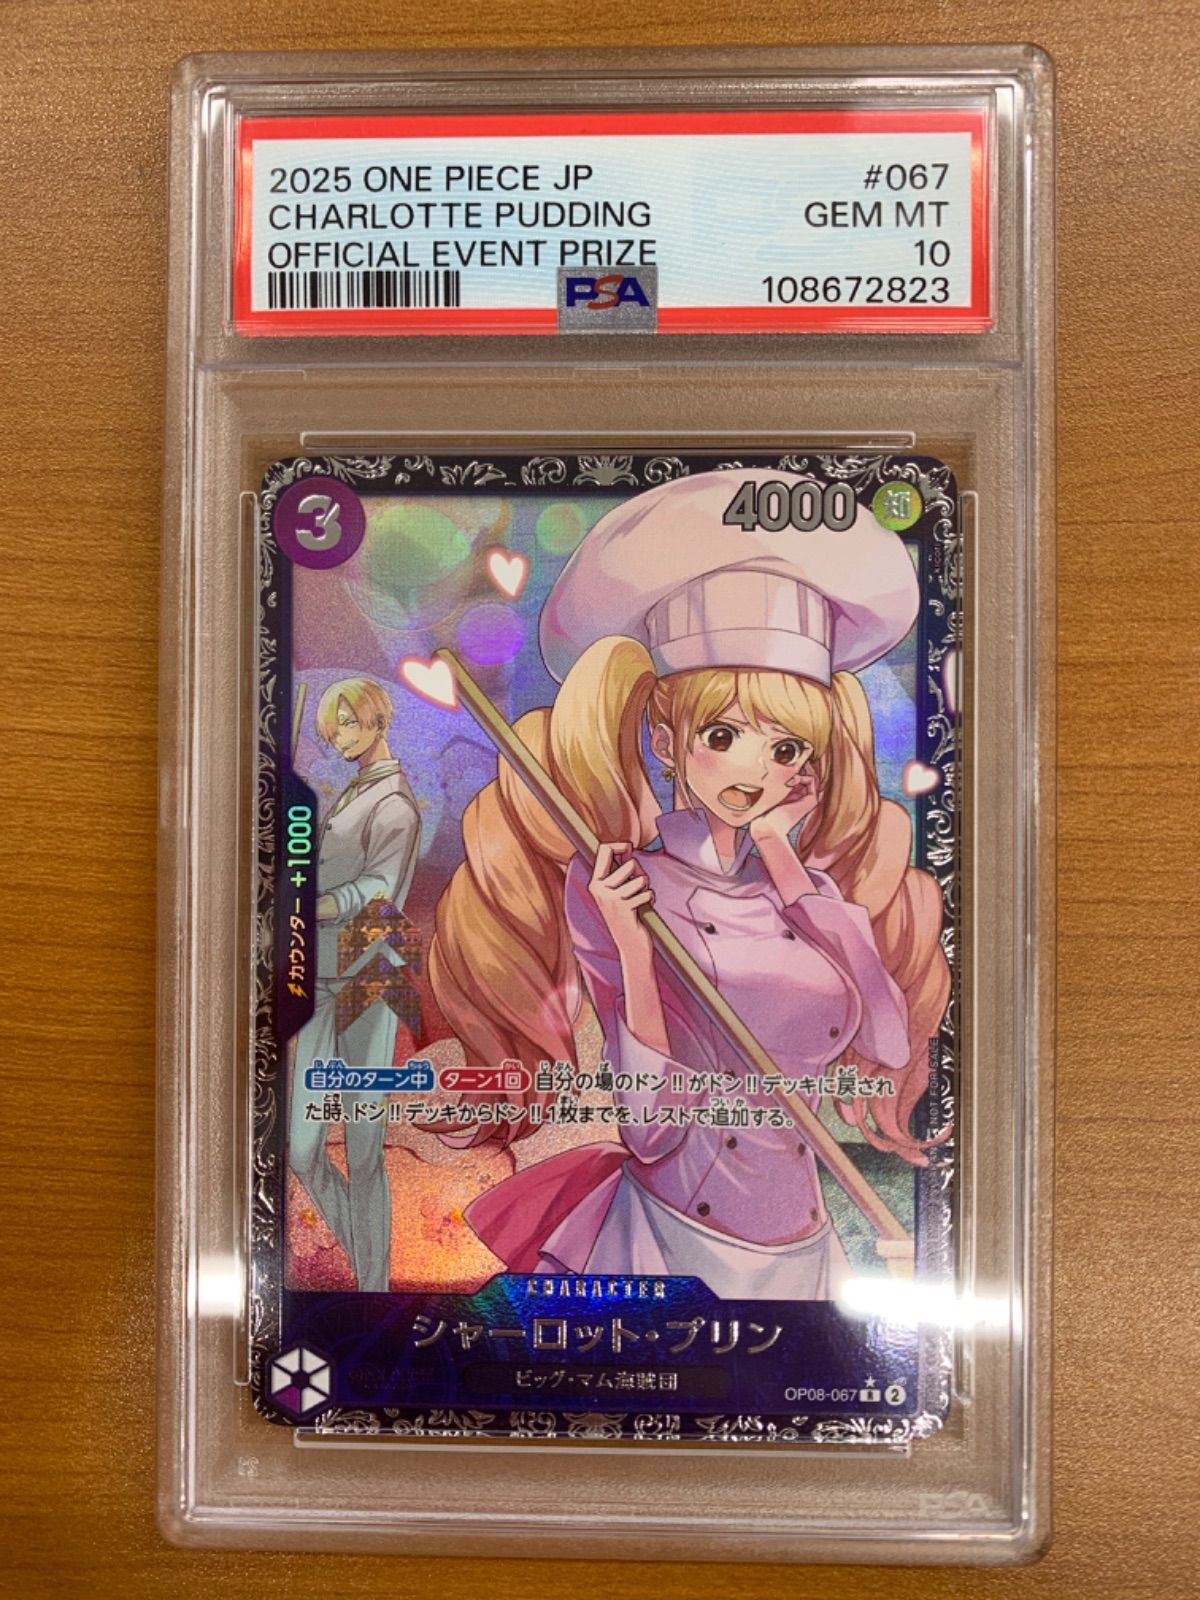 2025 ONE PIECE JP #067
CHARLOTTE PUDDING GEM MT
OFFICIAL EVENT PRIZE 10
PSA 108672823
3
4000
カウンター +1000
自分のターン中 ターン1回 自分の場のドン!!がドン!!デッキに戻され
た時、ドン!!デッキからドン!!1枚までを、レストで追加する。
NOT FOR SALE
CHARACTER
シャーロット・プリン
ビッグ・マム海賊団
OP08-067 R 2
PSA